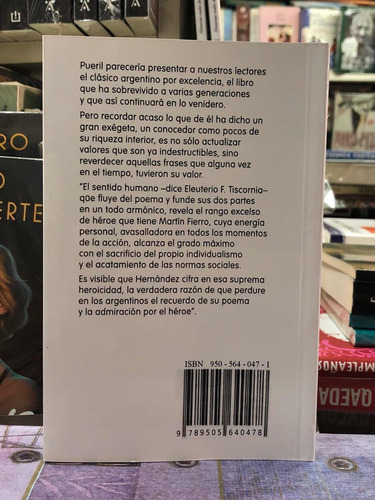 Pueril parecería presentar a nuestros lectores
el clásico argentino por excelencia, el libro
que ha sobrevivido a varias generaciones
y que así continuará en lo venidero.
Pero recordar acaso lo que de él ha dicho un
gran exégeta, un conocedor como pocos de
su riqueza interior, es no sólo actualizar
valores que son ya indestructibles, sino
reverdecer aquellas frases que alguna vez
en el tiempo, tuvieron su valor.
"El sentido humano –dice Eleuterio F. Tiscornia–
que fluye del poema y funde sus dos partes
en un todo armónico, revela el rango excelso
de héroe que tiene Martín Fierro, cuya energía
personal, avasalladora en todos los momentos
de la acción, alcanza el grado máximo
con el sacrificio del propio individualismo
y el acatamiento de las normas sociales.
Es visible que Hernández cifra en esa suprema
heroicidad, la verdadera razón de que perdure
en los argentinos el recuerdo de su poema
y la admiración por el héroe".
ISBN 950-564-047-1
9 789505 640478
RO
O
ERTE
MPLEAÑOS
QAEDA